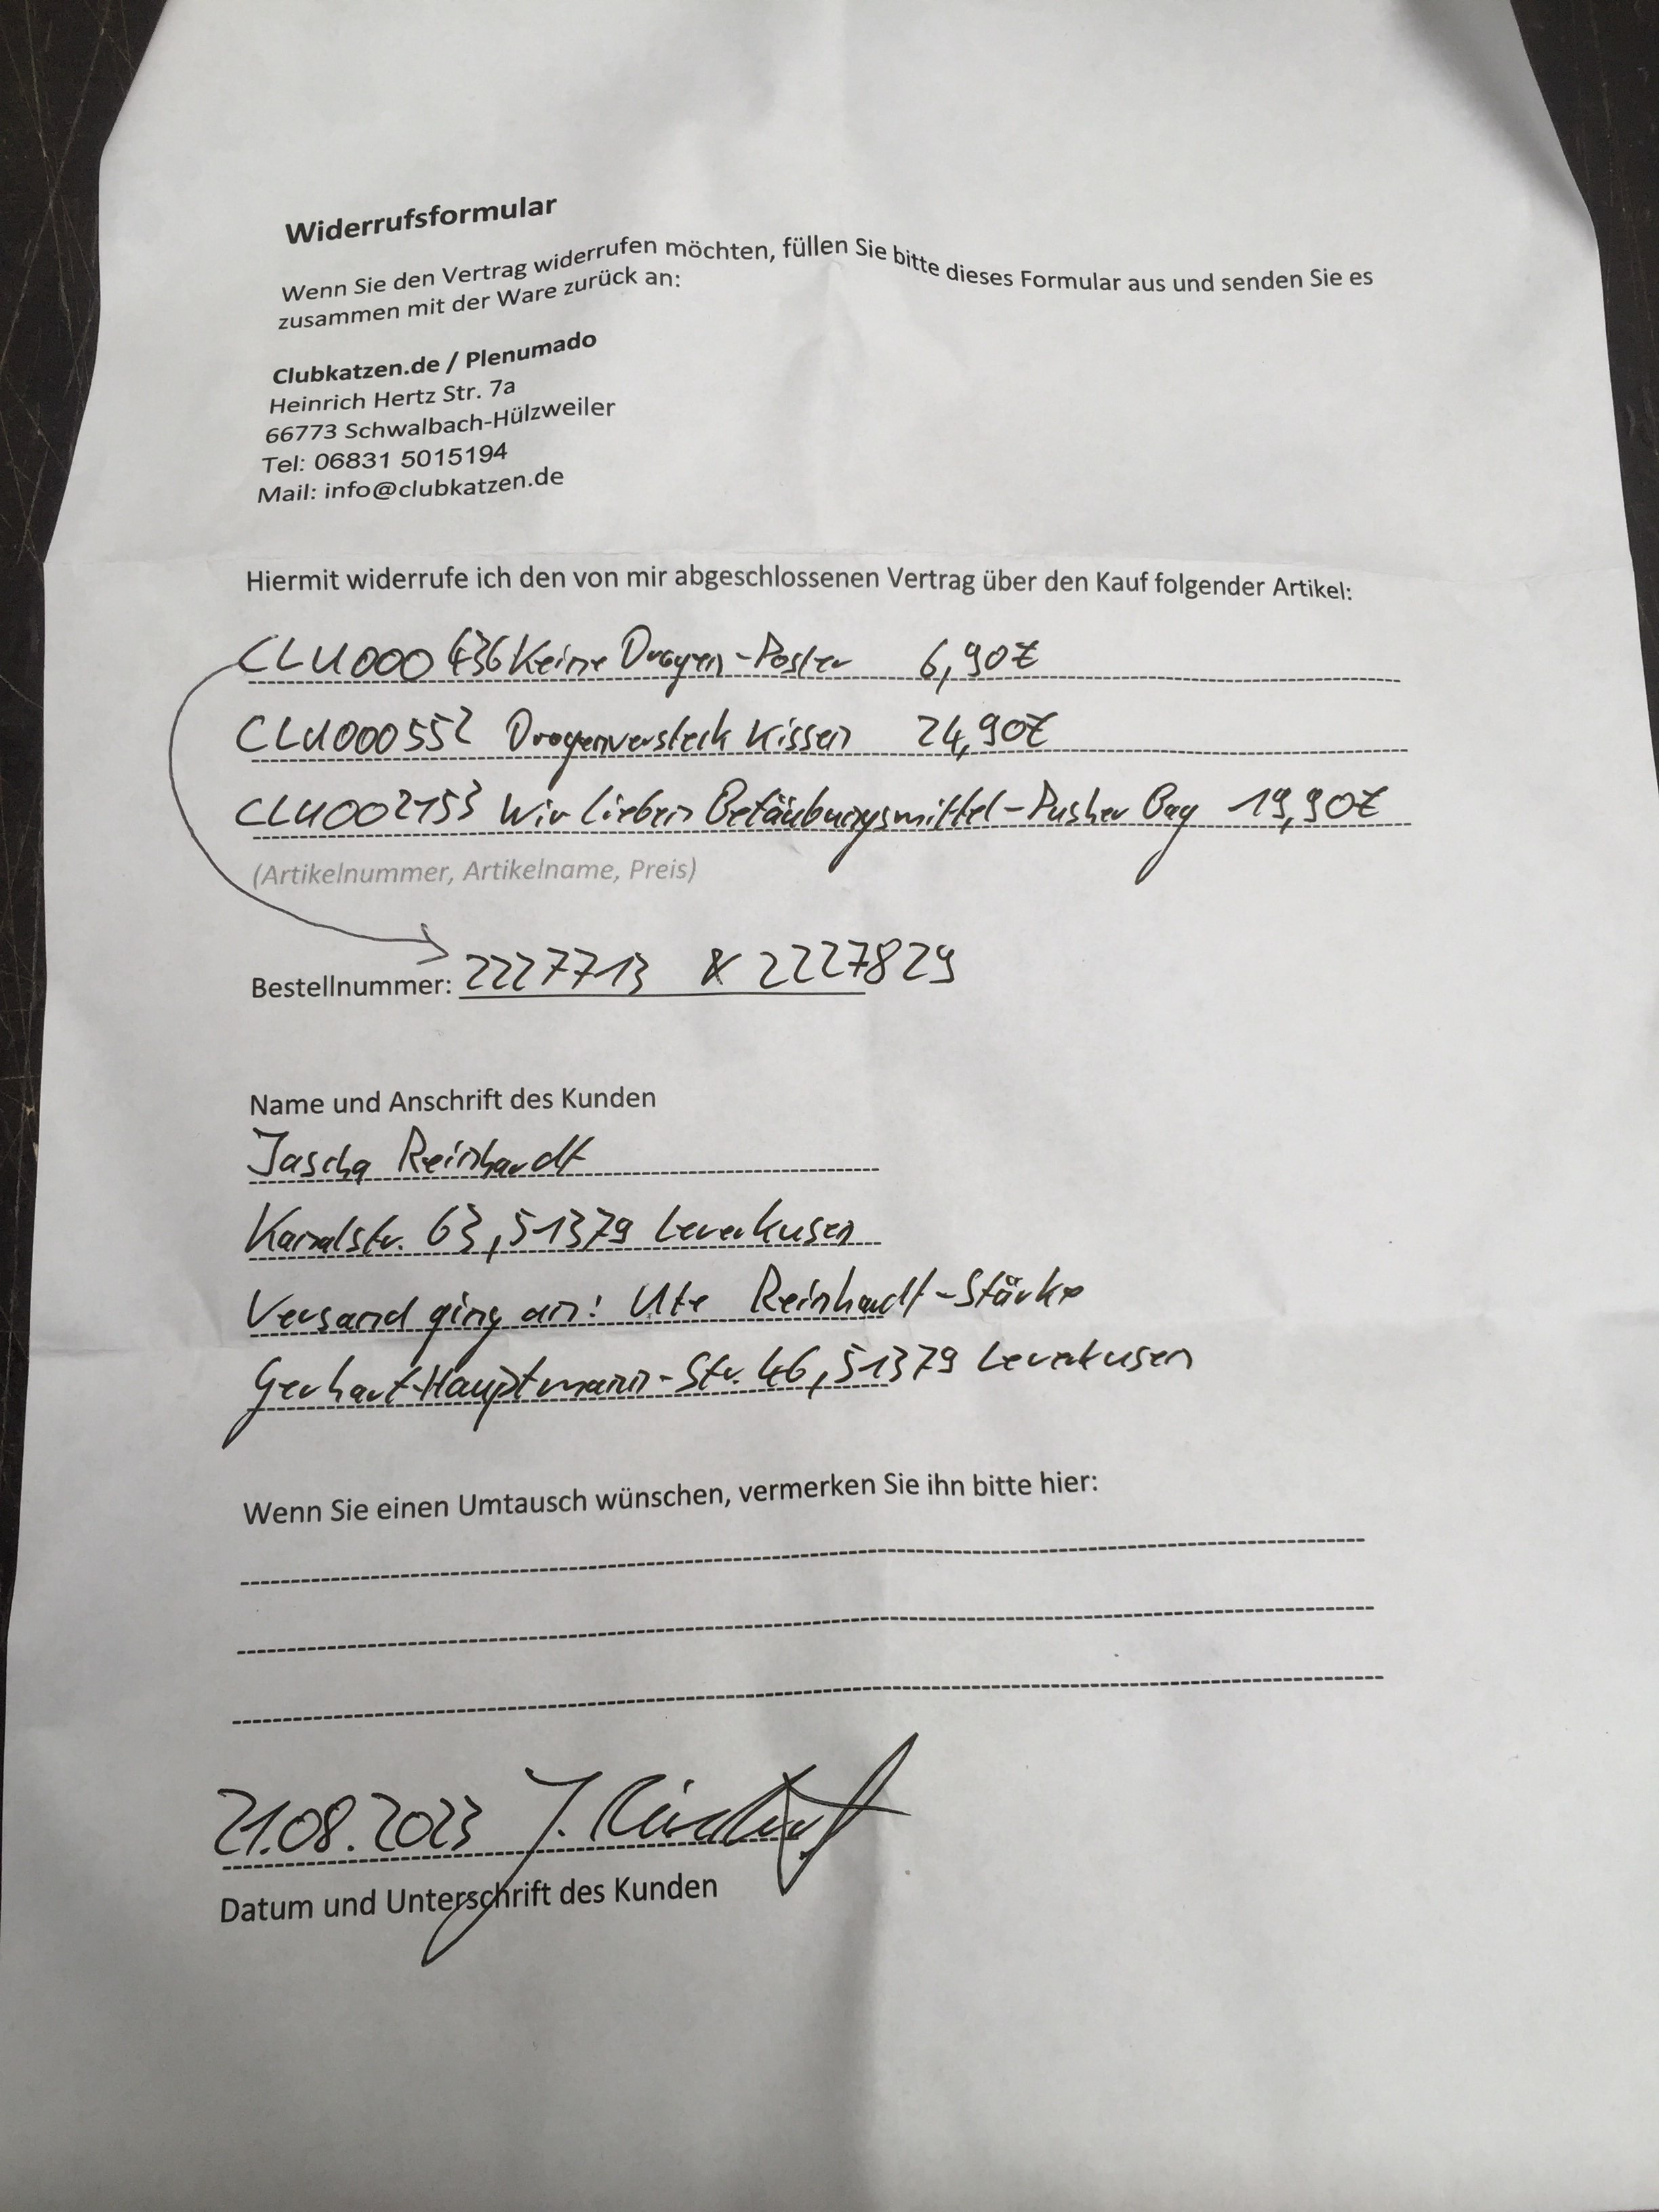 Widerrufsformular
Wenn Sie den Vertrag widerrufen möchten, füllen Sie bitte dieses Formular aus und senden Sie es
zusammen mit der Ware zurück an:
Clubkatzen.de / Plenumado
Heinrich Hertz Str. 7a
66773 Schwalbach-Hülzweiler
Tel: 06831 5015194
Mail: info@clubkatzen.de
Hiermit widerrufe ich den von mir abgeschlossenen Vertrag über den Kauf folgender Artikel:
CLU000436 Keine Drogen-Poster 6,90€
CLU000552 Drogenversteck Kissen 24,90€
CLU002153 Wir lieben Betäubungsmittel-Pusher Bag 19,90€
(Artikelnummer, Artikelname, Preis)
Bestellnummer: 2227713 & 2227829
Name und Anschrift des Kunden
Jascha Reinhardt
Kanalstr. 63, 51379 Leverkusen
Versand ging an: Ute Reinhardt-Stärke
Gerhart-Hauptmann-Str. 46, 51379 Leverkusen
Wenn Sie einen Umtausch wünschen, vermerken Sie ihn bitte hier:
21.08.2023 J. Reinhardt
Datum und Unterschrift des Kunden